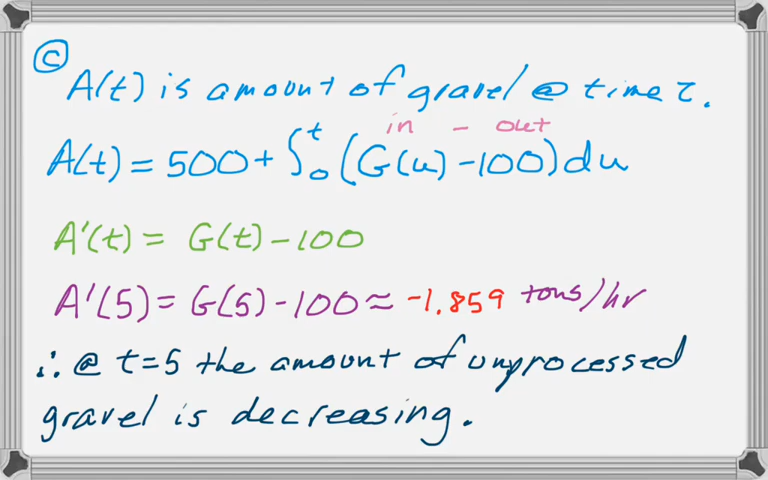 ©
A(t) is amount of gravel @ time t.
in - out
A(t) = 500 + ∫₀ᵗ (G(u) - 100) du
A'(t) = G(t) - 100
A'(5) = G(5) - 100 ≈ -1.859 tons/hr
∴ @ t=5 the amount of unprocessed
gravel is decreasing.